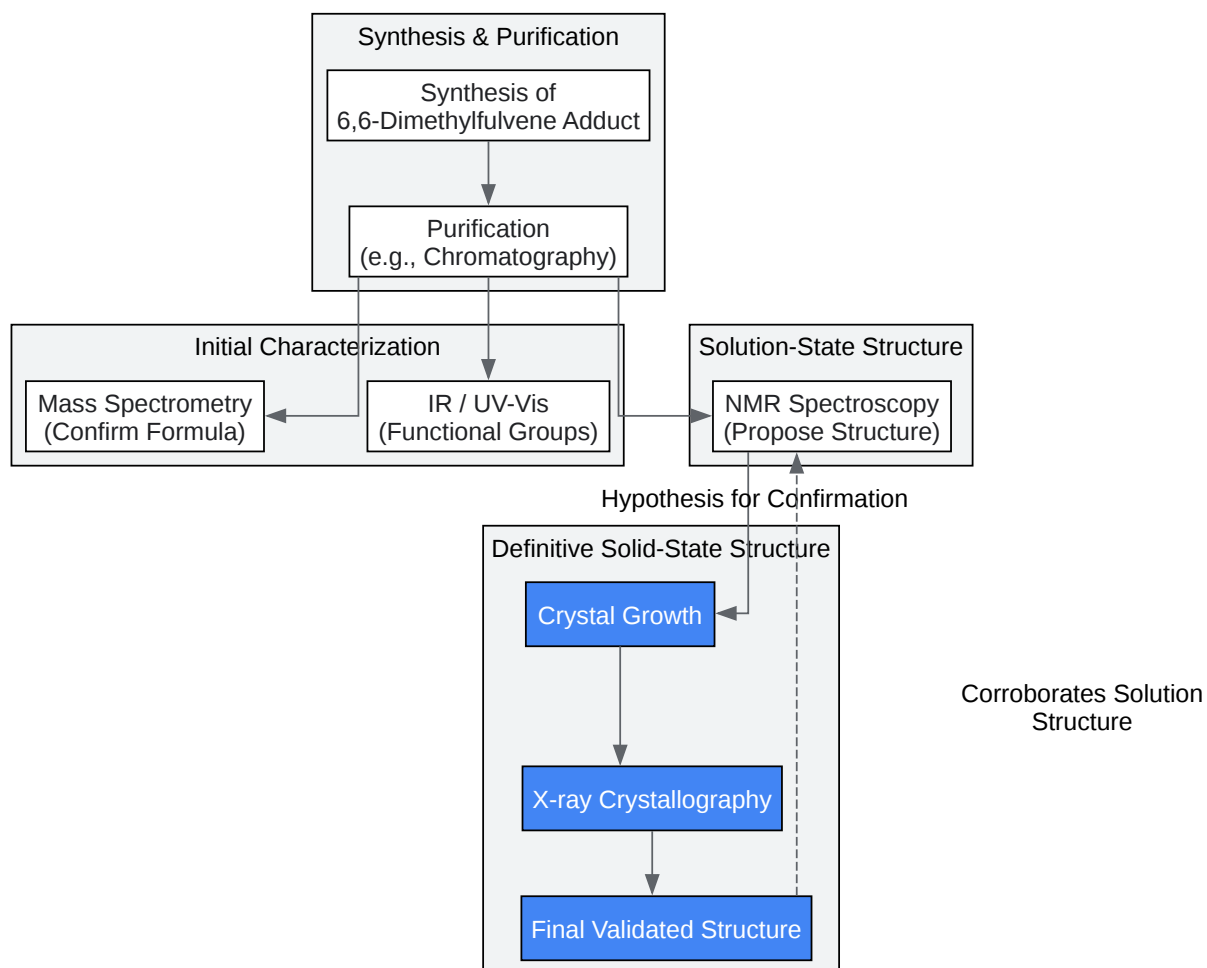 Synthesis & Purification
Synthesis of
6,6-Dimethylfulvene Adduct
Purification
(e.g., Chromatography)
Initial Characterization
Mass Spectrometry
(Confirm Formula)
IR / UV-Vis
(Functional Groups)
Solution-State Structure
NMR Spectroscopy
(Propose Structure)
Hypothesis for Confirmation
Definitive Solid-State Structure
Crystal Growth
Corroborates Solution
Structure
X-ray Crystallography
Final Validated Structure